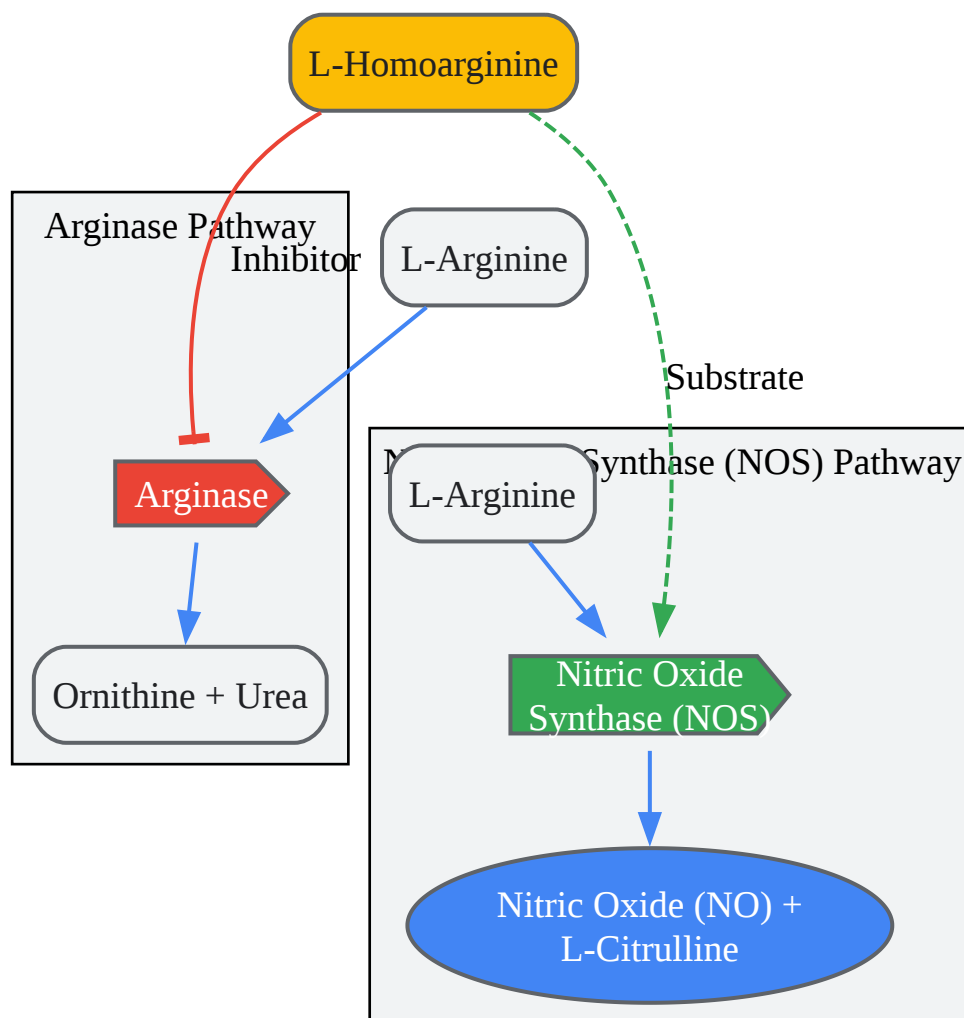 L-Homoarginine
Arginase Pathway
Inhibitor
L-Arginine
Substrate
Synthase (NOS) Pathway
L-Arginine
Arginase
Nitric Oxide
Synthase (NOS)
Ornithine + Urea
Nitric Oxide (NO) +
L-Citrulline